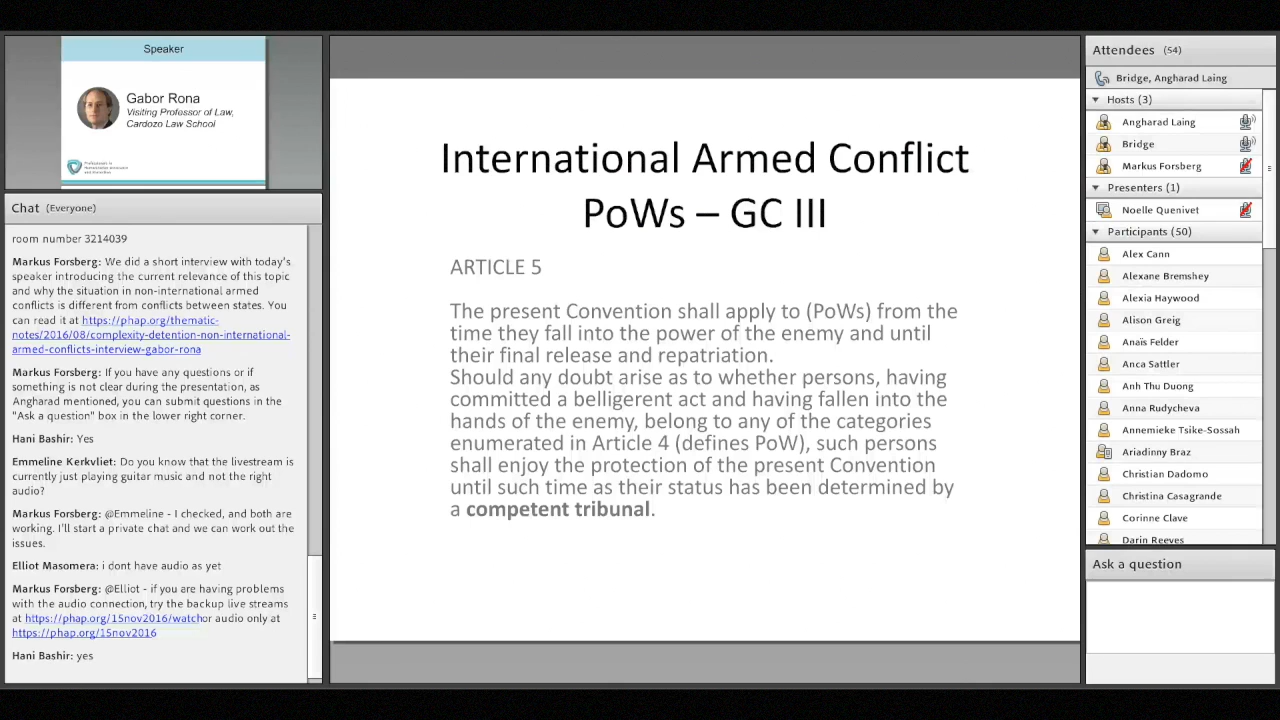 Speaker
Gabor Rona
Visiting Professor of Law,
Cardozo Law School
Chat (Everyone)
room number 3214039
Markus Forsberg: We did a short interview with today's
speaker introducing the current relevance of this topic
and why the situation in non-international armed
conflicts is different from conflicts between states. You
can read it at https://phap.org/thematic-
notes/2016/08/complexity-detention-non-international-
armed-conflicts-interview-gabor-rona
Markus Forsberg: If you have any questions or if
something is not clear during the presentation, as
Angharad mentioned, you can submit questions in the
"Ask a question" box in the lower right corner.
Hani Bashir: Yes
Emmeline Kerkvliet: Do you know that the livestream is
currently just playing guitar music and not the right
audio?
Markus Forsberg: @Emmeline - I checked, and both are
working. I'll start a private chat and we can work out the
issues.
Elliot Masomera: i dont have audio as yet
Markus Forsberg: @Elliot - if you are having problems
with the audio connection, try the backup live streams
at https://phap.org/15nov2016/watchor audio only at
https://phap.org/15nov2016
Hani Bashir: yes
International Armed Conflict
PoWs – GC III
ARTICLE 5
The present Convention shall apply to (PoWs) from the
time they fall into the power of the enemy and until
their final release and repatriation.
Should any doubt arise as to whether persons, having
committed a belligerent act and having fallen into the
hands of the enemy, belong to any of the categories
enumerated in Article 4 (defines PoW), such persons
shall enjoy the protection of the present Convention
until such time as their status has been determined by
a competent tribunal.
Attendees (54)
Bridge, Angharad Laing
Hosts (3)
Angharad Laing
Bridge
Markus Forsberg
Presenters (1)
Noelle Quenivet
Participants (50)
Alex Cann
Alexane Bremshey
Alexia Haywood
Alison Greig
Anaïs Felder
Anca Sattler
Anh Thu Duong
Anna Rudycheva
Annemieke Tsike-Sossah
Ariadinny Braz
Christian Dadomo
Christina Casagrande
Corinne Clave
Darin Reeves
Ask a question